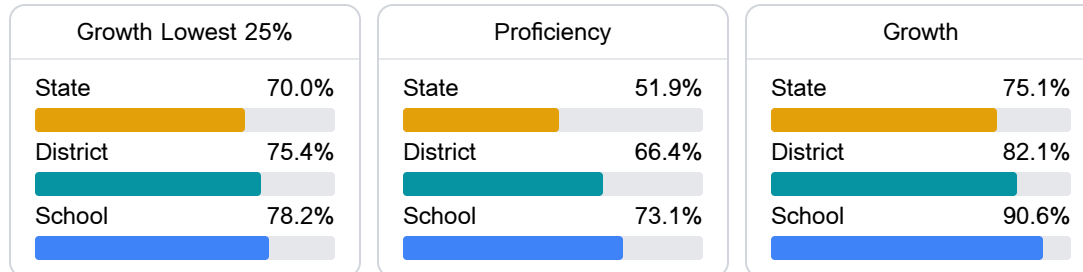 Growth Lowest 25%
State 70.0%
District 75.4%
School 78.2%
Proficiency
State 51.9%
District 66.4%
School 73.1%
Growth
State 75.1%
District 82.1%
School 90.6%